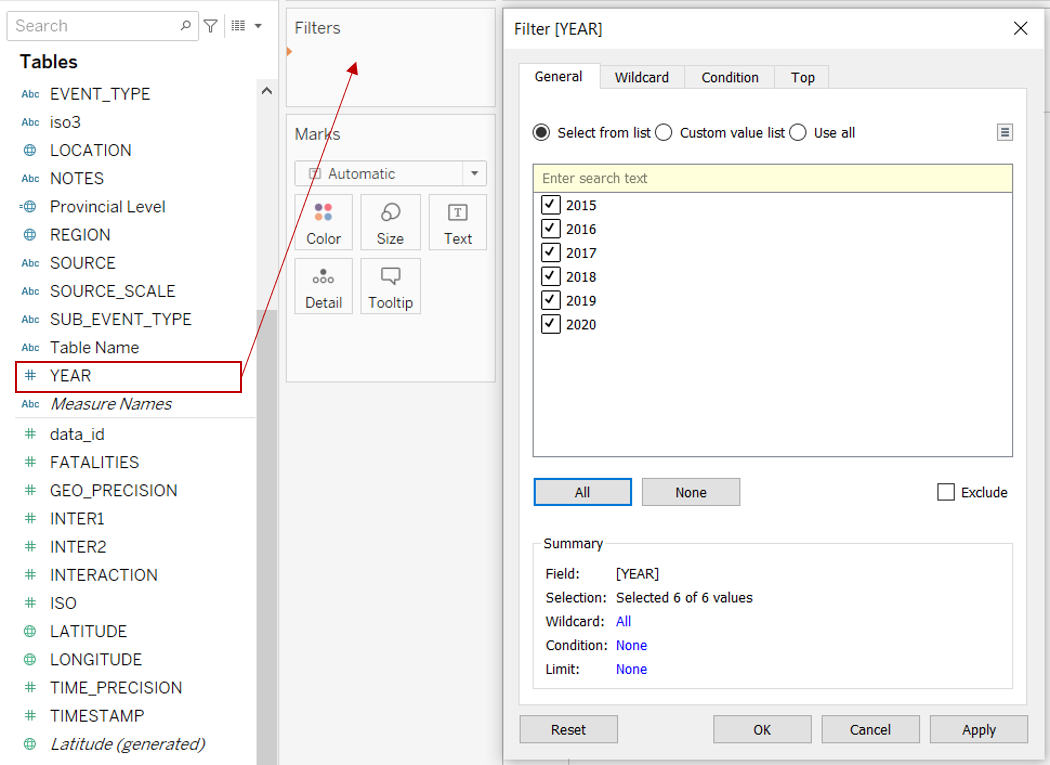 Search
Tables
Abc EVENT_TYPE
Abc iso3
LOCATION
Abc NOTES
Provincial Level
REGION
Abc SOURCE
Abc SOURCE_SCALE
Abc SUB_EVENT_TYPE
Abc Table Name
# YEAR
Abc Measure Names
# data_id
# FATALITIES
# GEO_PRECISION
# INTER1
# INTER2
# INTERACTION
# ISO
LATITUDE
LONGITUDE
# TIME_PRECISION
# TIMESTAMP
Latitude (generated)
Filters
Marks
T Automatic
Color Size T Text
Detail Tooltip
Filter [YEAR]
General Wildcard Condition Top
Select from list Custom value list Use all
Enter search text
2015
2016
2017
2018
2019
2020
All None Exclude
Summary
Field: [YEAR]
Selection: Selected 6 of 6 values
Wildcard: All
Condition: None
Limit: None
Reset OK Cancel Apply